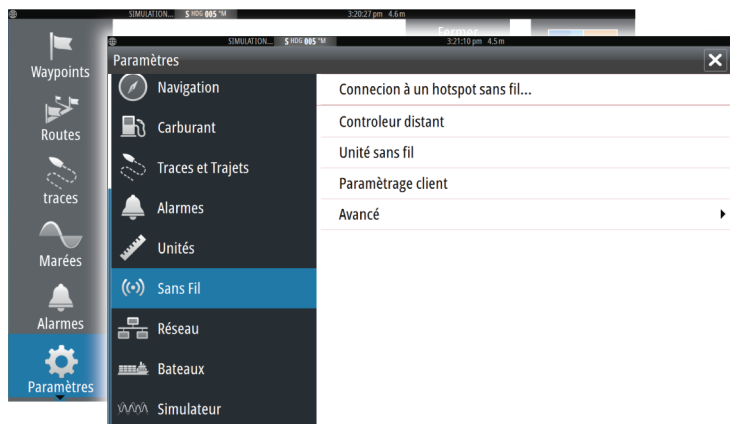 SIMULATION... S HDG 005 °M 3:20:27 pm 4.6 m
Waypoints
Routes
traces
Marées
Alarmes
Paramètres
Fermer
SIMULATION... S HDG 005 °M 3:21:10 pm 4.5 m
Paramètres
Navigation
Carburant
Traces et Trajets
Alarmes
Unités
Sans Fil
Réseau
Bateaux
Simulateur
Connecion à un hotspot sans fil...
Controleur distant
Unité sans fil
Paramètrage client
Avancé